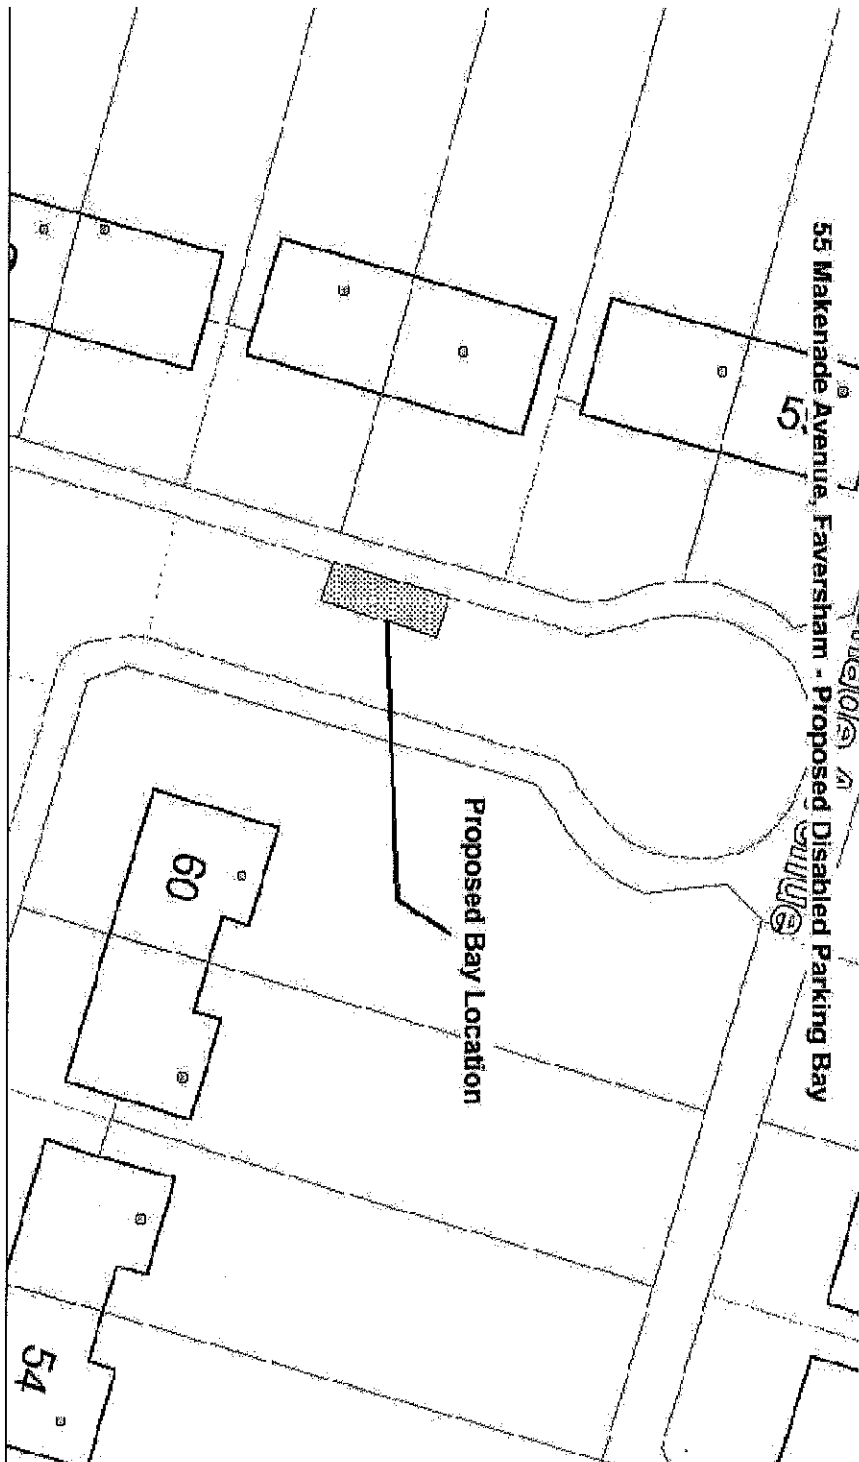 55 Makenade Avenue, Faversham - Proposed Disabled Parking Bay
Proposed Bay Location
60
54